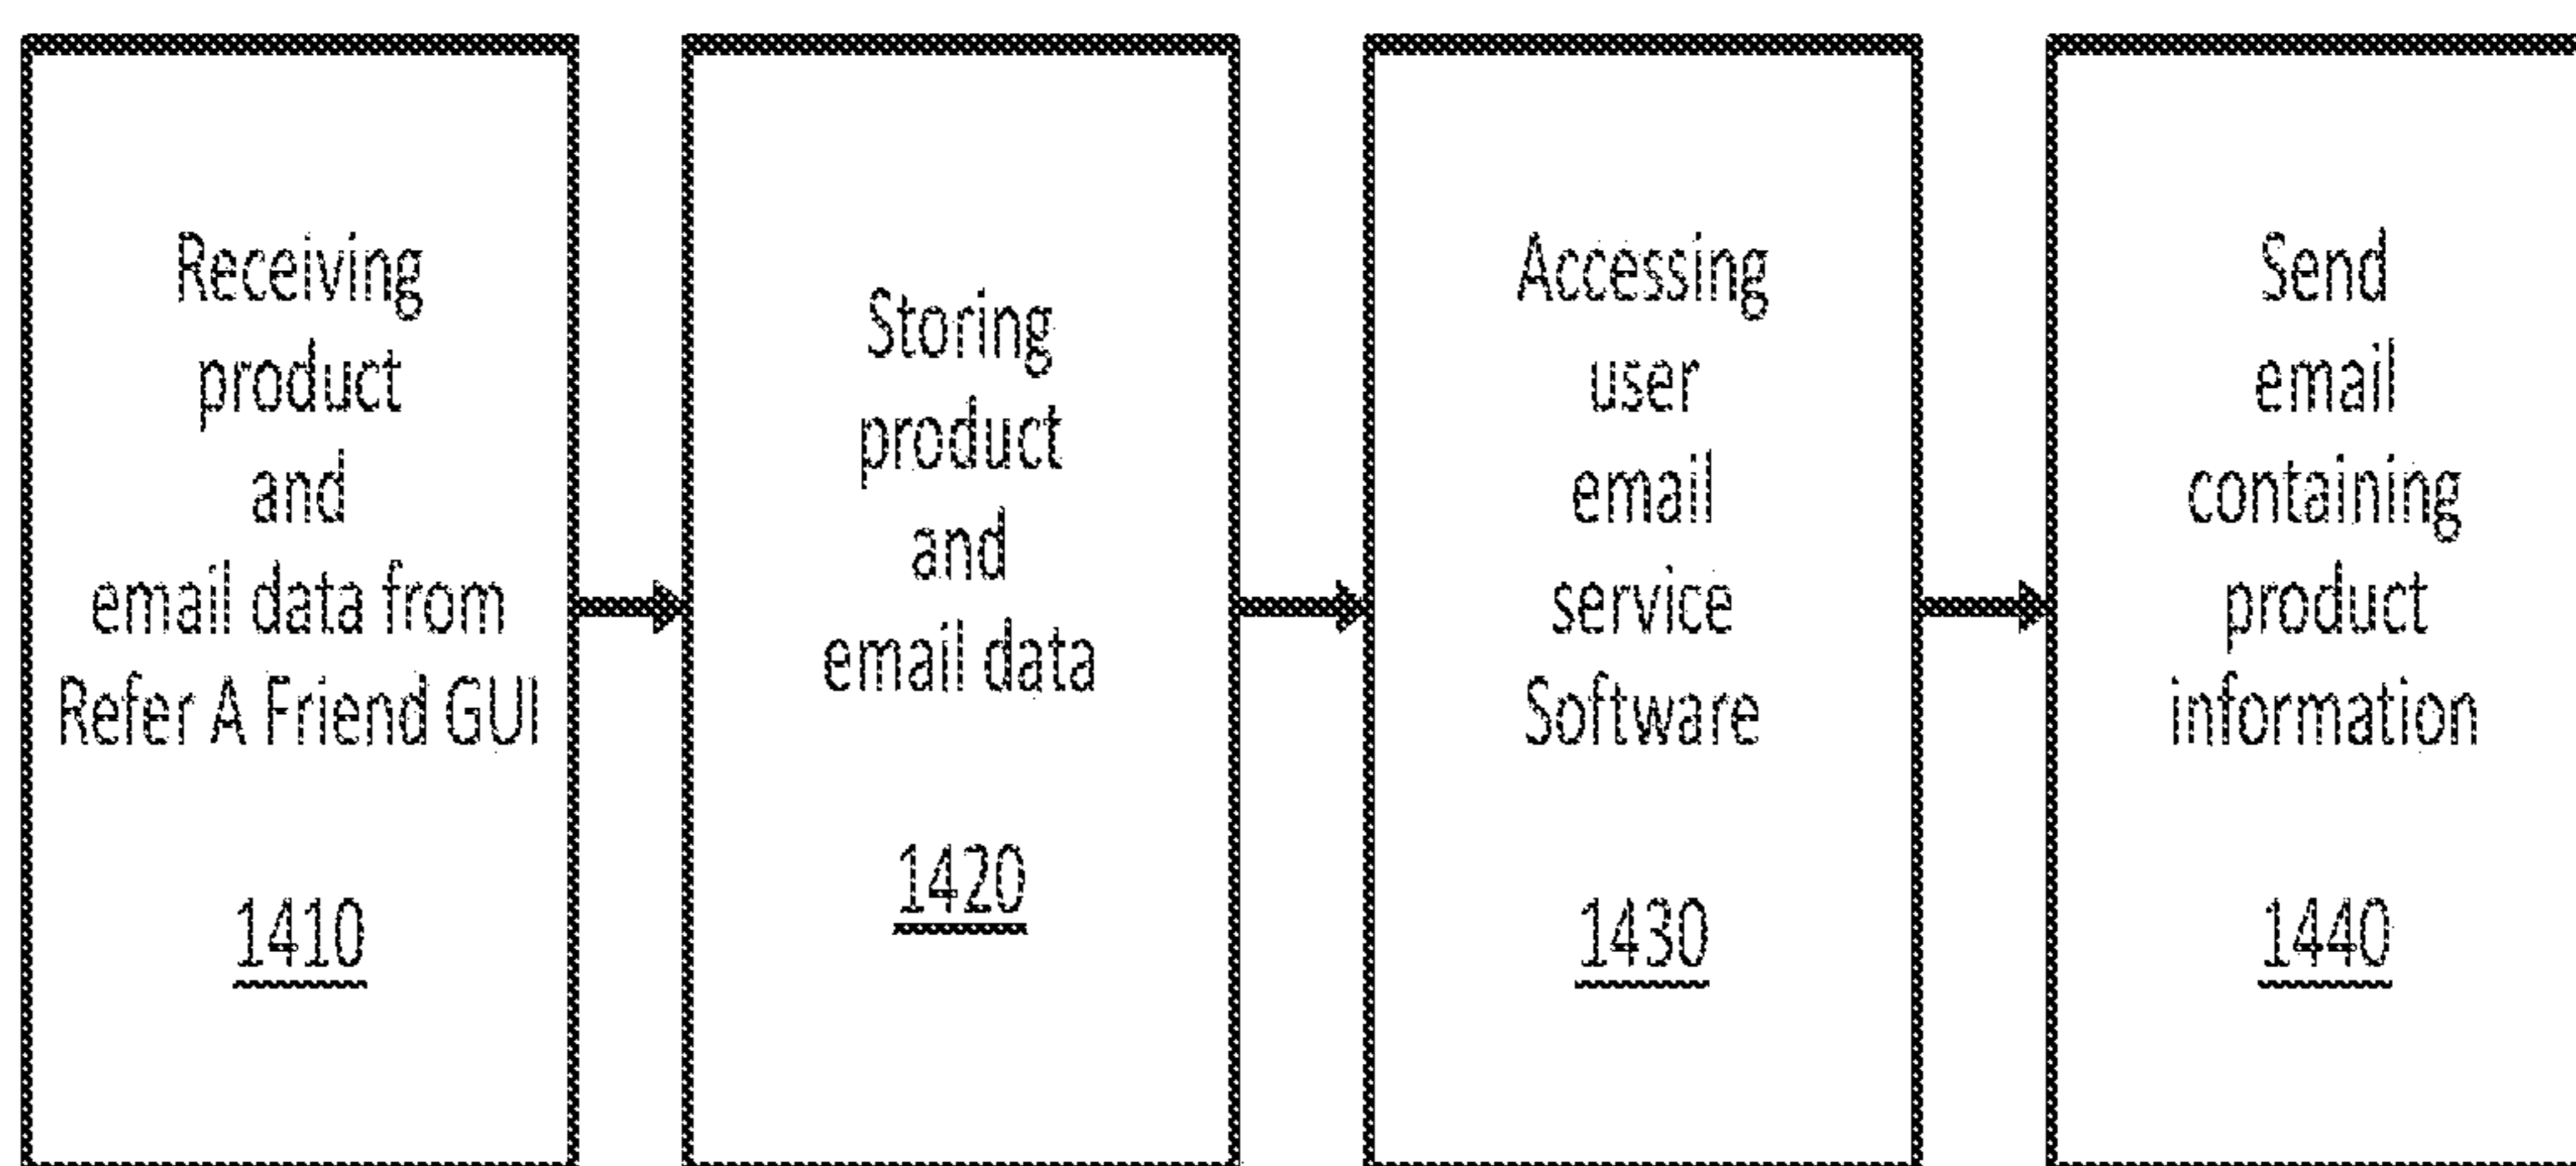 Receiving
product
and
email data from
Refer A Friend GUI
1410
Storing
product
and
email data
1420
Accessing
user
email
service
Software
1430
Send
email
containing
product
information
1440